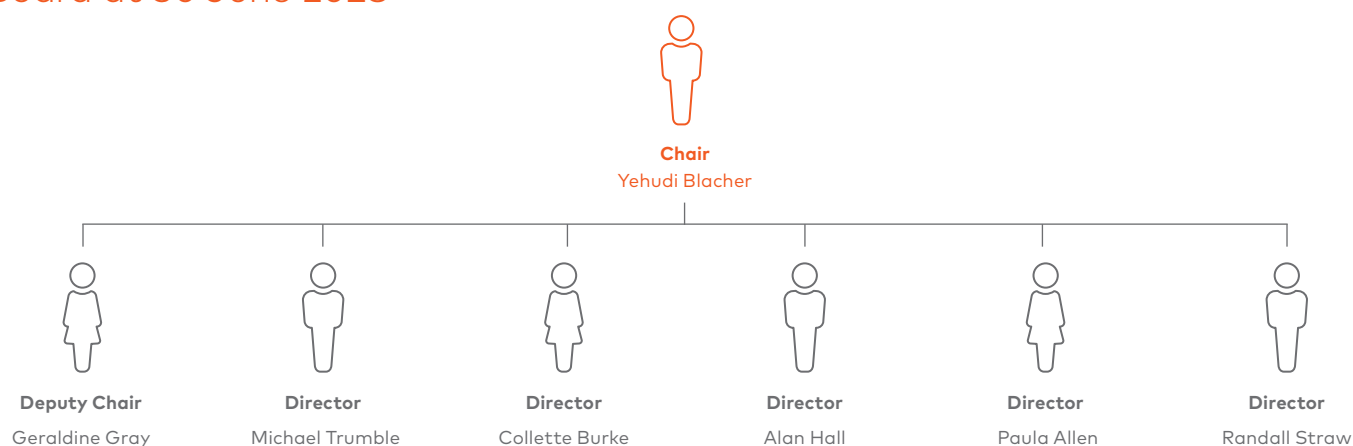 Chair
Yehudi Blacher
Deputy Chair
Director
Director
Director
Director
Director
Geraldine Gray
Michael Trumble
Collette Burke
Alan Hall
Paula Allen
Randall Straw